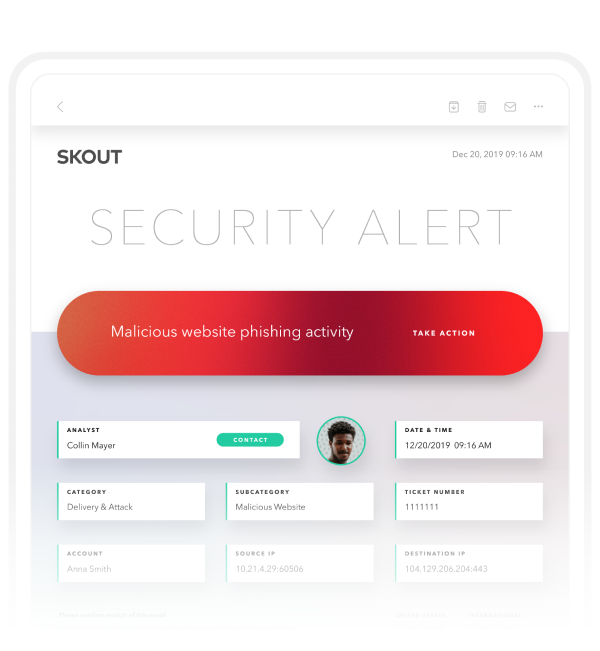 SKOUT
Dec 20, 2019 09:16 AM
SECURITY ALERT
Malicious website phishing activity
TAKE ACTION
ANALYST
Collin Mayer
CONTACT
DATE & TIME
12/20/2019 09:16 AM
CATEGORY
Delivery & Attack
SUBCATEGORY
Malicious Website
TICKET NUMBER
1111111
ACCOUNT
Anna Smith
SOURCE IP
10.21.4.29:60506
DESTINATION IP
104.129.206.204:443